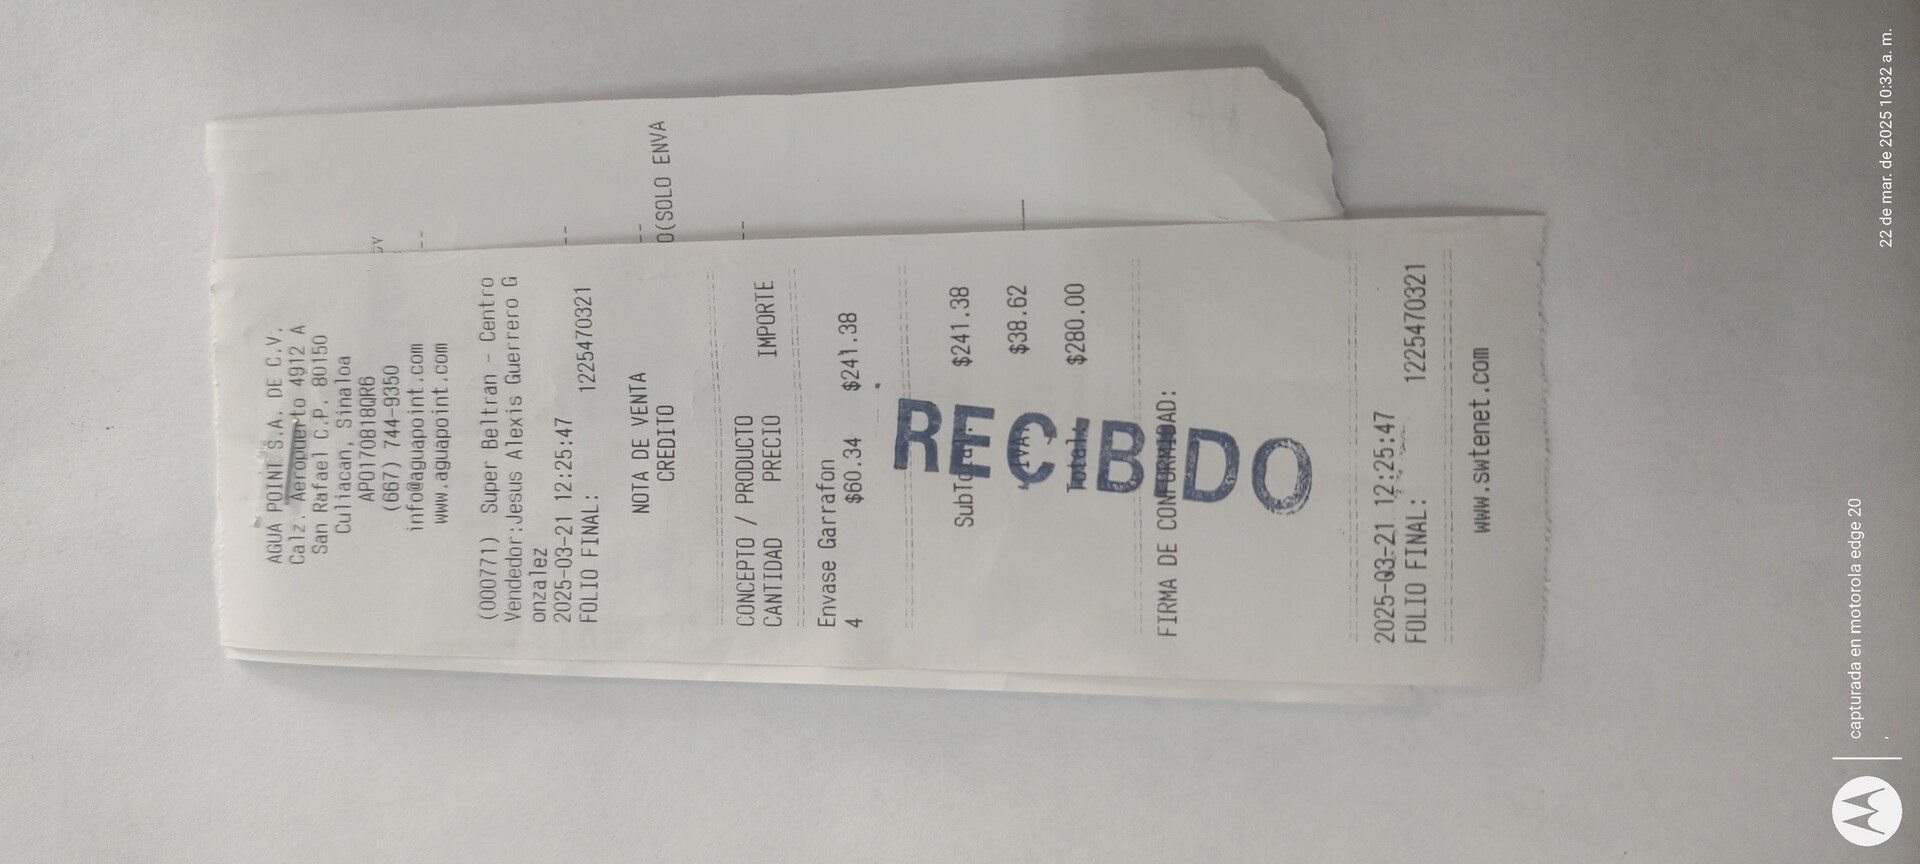 AGUA POINT S.A. DE C.V.
Calz. Aeropuerto 4912 A
San Rafael C.P. 80150
Culiacan, Sinaloa
APO170818QR6
(667) 744-9350
info@aguapoint.com
www.aguapoint.com
(000771) Super Beltran - Centro
Vendedor:Jesus Alexis Guerrero G
onzalez
2025-03-21 12:25:47
FOLIO FINAL: 1225470321
NOTA DE VENTA
CREDITO
CONCEPTO / PRODUCTO
CANTIDAD PRECIO IMPORTE
Envase Garrafon
4 $60.34 $241.38
SubTotal: $241.38
IVA: $38.62
Total: $280.00
RECIBIDO
FIRMA DE CONFORMIDAD:
2025-03-21 12:25:47
FOLIO FINAL: 1225470321
www.swtenet.com
O(SOLO ENVA
capturada en motorola edge 20
22 de mar. de 2025 10:32 a. m.